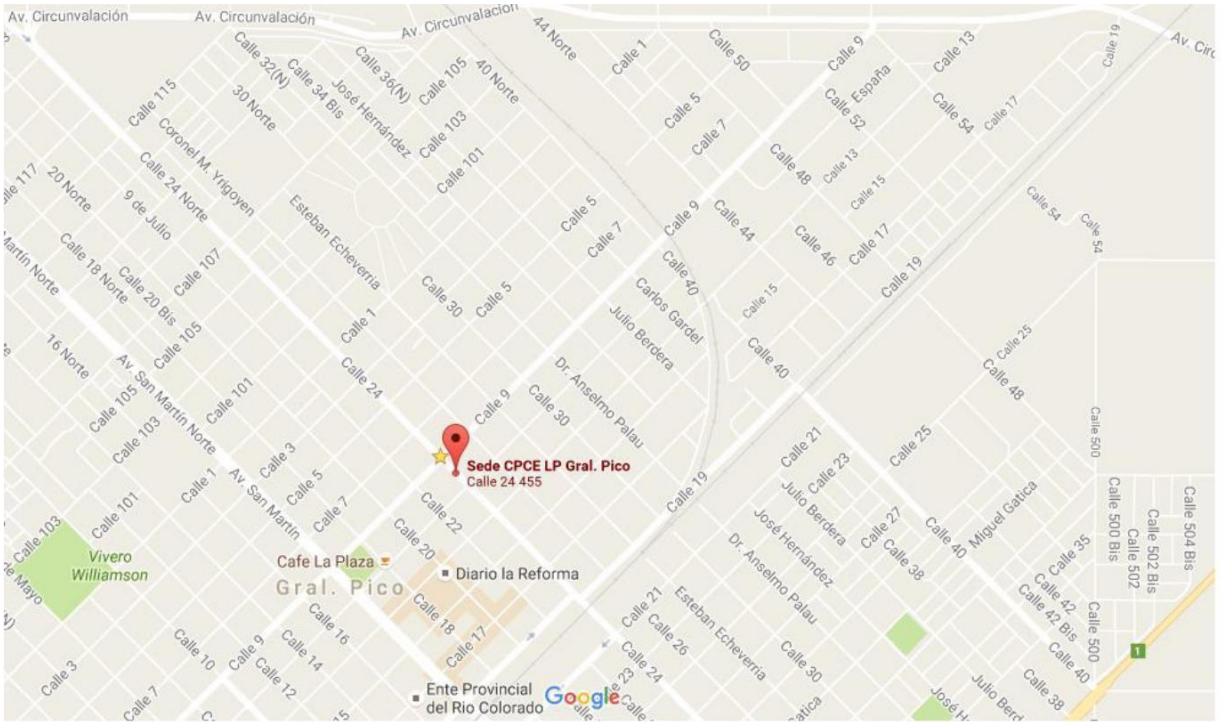 Av. Circunvalación
Av. Circunvalación
Av. Circunvalación
44 Norte
Calle 1
Calle 50
Calle 9
Calle 13
Calle 19
Av. Circ
Calle 32(N)
Calle 36(N)
Calle 105
40 Norte
España
Calle 115
30 Norte
Calle 34 Bis
José Hernández
Calle 103
Calle 5
Calle 52
Calle 54
Calle 17
Coronel M. Yrigoyen
Calle 101
Calle 7
Calle 48
Calle 13
Calle 15
lle 117
20 Norte
Calle 24 Norte
9 de Julio
Esteban Echeverria
Calle 5
Calle 7
Calle 9
Calle 44
Calle 46
Calle 17
Calle 54
Calle 54
Martín Norte
Calle 18 Norte
Calle 20 Bis
Calle 107
Calle 30
Calle 5
Calle 40
Calle 19
Carlos Gardel
Calle 15
Calle 1
Julio Berdera
16 Norte
Calle 105
Calle 25
Av. San Martín Norte
Calle 24
Calle 40
Calle 48
Calle 105
Calle 101
Calle 9
Calle 30
Dr. Anselmo Palau
Calle 103
Calle 3
Calle 500
Calle 21
Calle 25
Sede CPCE LP Gral. Pico
Calle 24 455
Calle 1
Calle 5
Av. San Martín
Calle 7
Calle 22
Calle 19
Calle 23
Julio Berdera
Calle 101
Calle 103
Calle 20
José Hernández
Calle 27
Calle 40
Miguel Gatica
Calle 500 Bis
Calle 502
Calle 502 Bis
Calle 504 Bis
Vivero
Williamson
Cafe La Plaza
Gral. Pico
Diario la Reforma
Dr. Anselmo Palau
Calle 38
Calle 35
de Mayo
Calle 16
Calle 18
Calle 21
Esteban Echeverria
Calle 42
Calle 42 Bis
Calle 500
Calle 10
Calle 9
Calle 14
Calle 17
Calle 26
Calle 30
Calle 40
1
Calle 3
Calle 7
Calle 12
Ente Provincial
del Rio Colorado
Google
Calle 23
Calle 24
Gatica
José H
Julio Berder
Calle 38